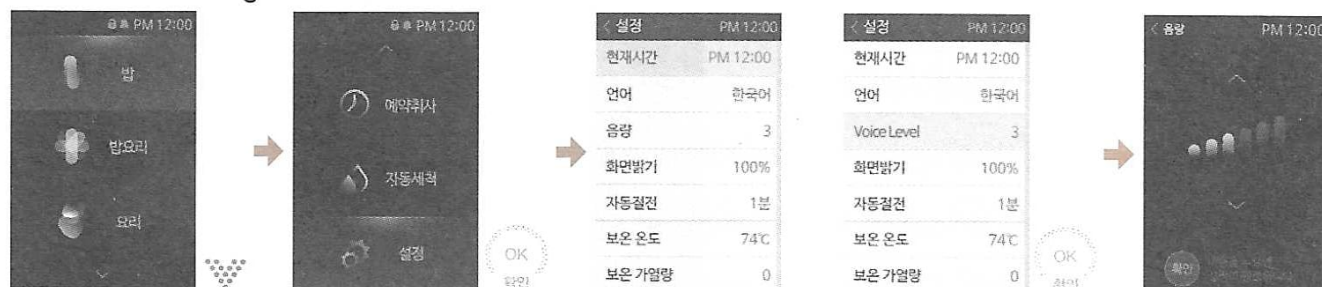 PM 12:00
밥
밥요리
요리
PM 12:00
예약취사
자동세척
설정
OK
확인
< 설정 PM 12:00
현재시간 PM 12:00
언어 한국어
음량 3
화면밝기 100%
자동절전 1분
보온 온도 74℃
보온 가열량 0
< 설정 PM 12:00
현재시간 PM 12:00
언어 한국어
Voice Level 3
화면밝기 100%
자동절전 1분
보온 온도 74℃
보온 가열량 0
OK
확인
< 음량 PM 12:00
확인